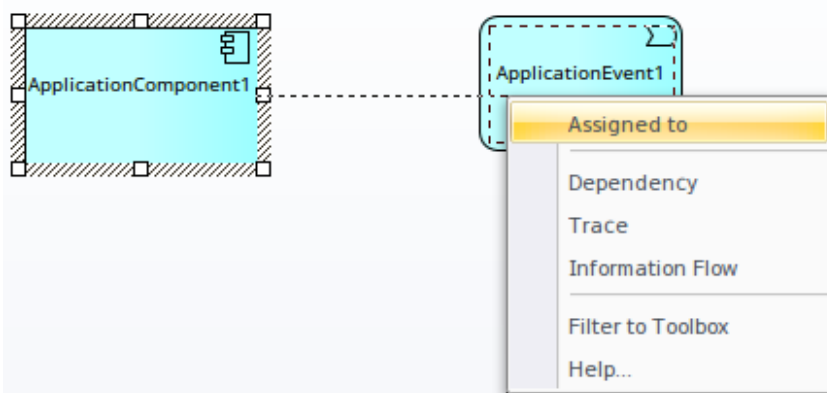 ApplicationComponent1
ApplicationEvent1
Assigned to
Dependency
Trace
Information Flow
Filter to Toolbox
Help...